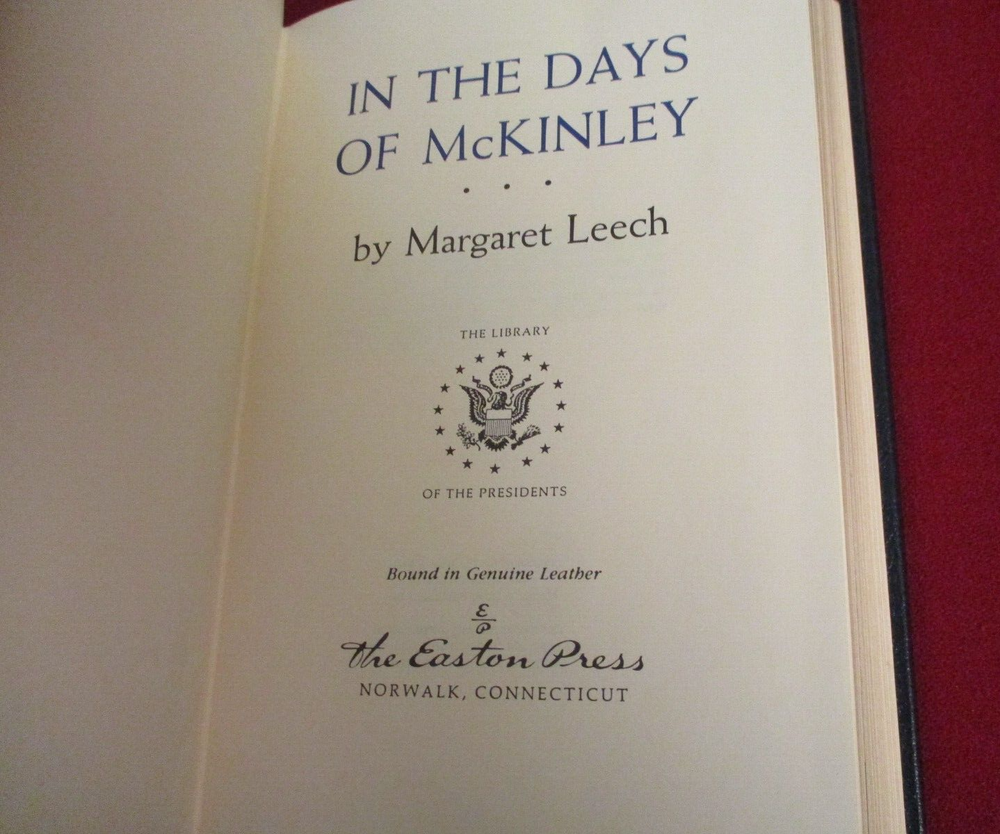 IN THE DAYS
OF McKINLEY
• • •
by Margaret Leech
THE LIBRARY
OF THE PRESIDENTS
Bound in Genuine Leather
E
P
The Easton Press
NORWALK, CONNECTICUT